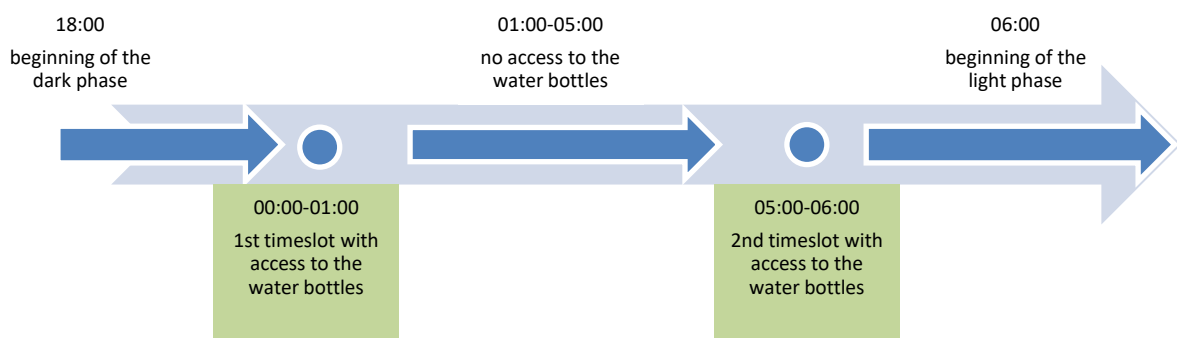 18:00
beginning of the
dark phase
01:00-05:00
no access to the
water bottles
06:00
beginning of the
light phase
00:00-01:00
1st timeslot with
access to the
water bottles
05:00-06:00
2nd timeslot with
access to the
water bottles